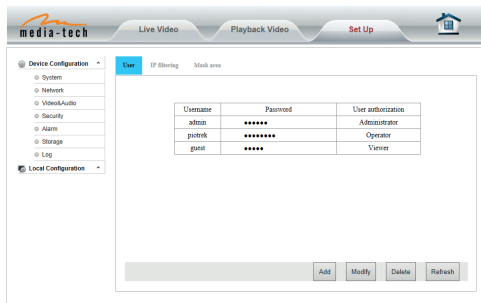 media-tech
Live Video
Playback Video
Set Up
Device Configuration
System
Network
Video&Audio
Security
Alarm
Storage
Log
Local Configuration
User IP filtering Mask area
Username Password User authorization
admin ●●●●●● Administrator
piotrek ●●●●●●●● Operator
guest ●●●●● Viewer
Add Modify Delete Refresh